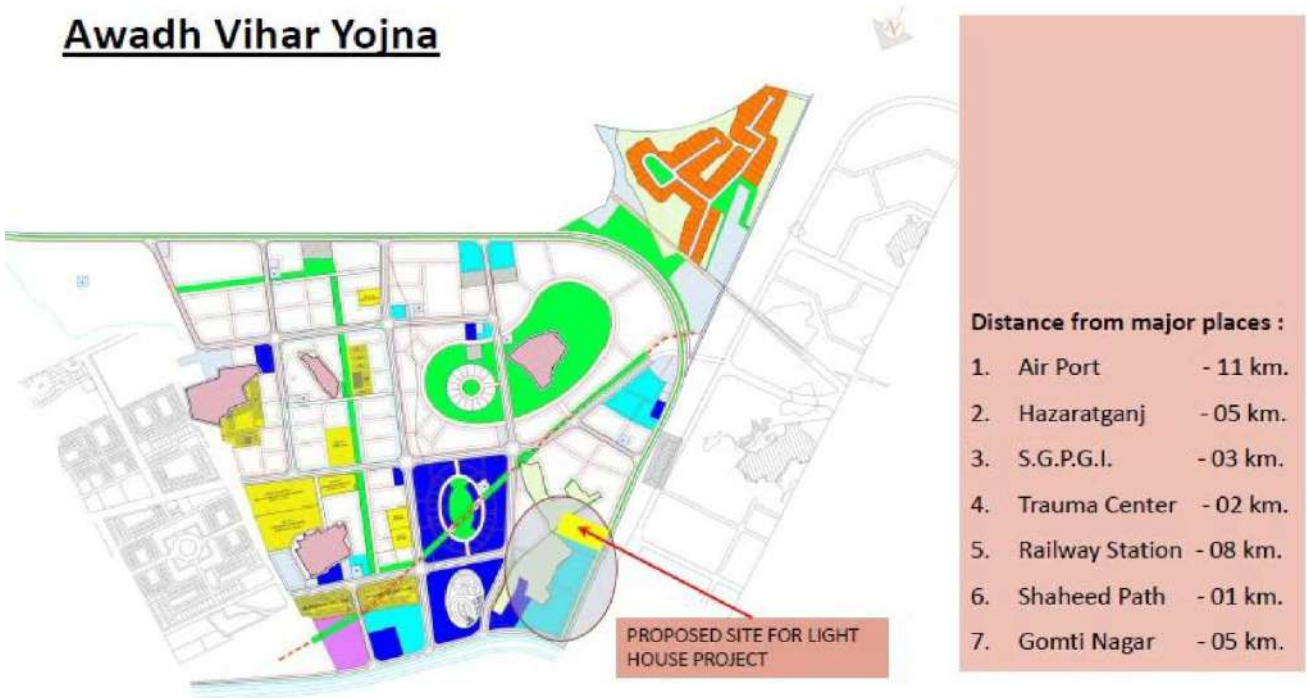 Awadh Vihar Yojna
N
Distance from major places :
1. Air Port - 11 km.
2. Hazaratganj - 05 km.
3. S.G.P.G.I. - 03 km.
4. Trauma Center - 02 km.
5. Railway Station - 08 km.
6. Shaheed Path - 01 km.
7. Gomti Nagar - 05 km.
PROPOSED SITE FOR LIGHT
HOUSE PROJECT